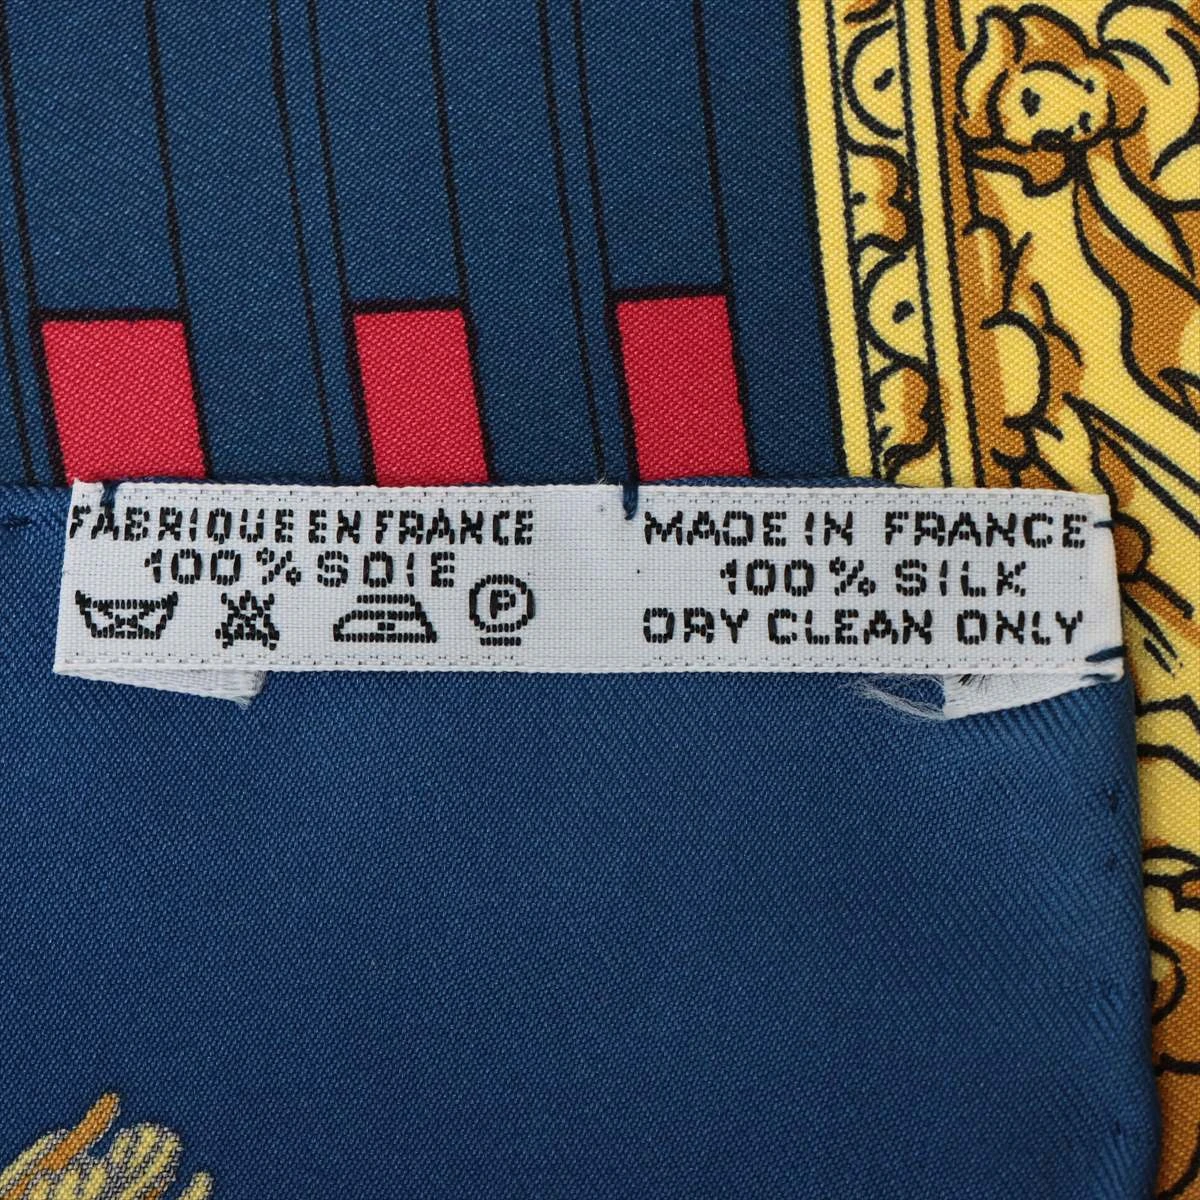 FABRIQUE EN FRANCE
100% SOIE
P
MADE IN FRANCE
100% SILK
DRY CLEAN ONLY